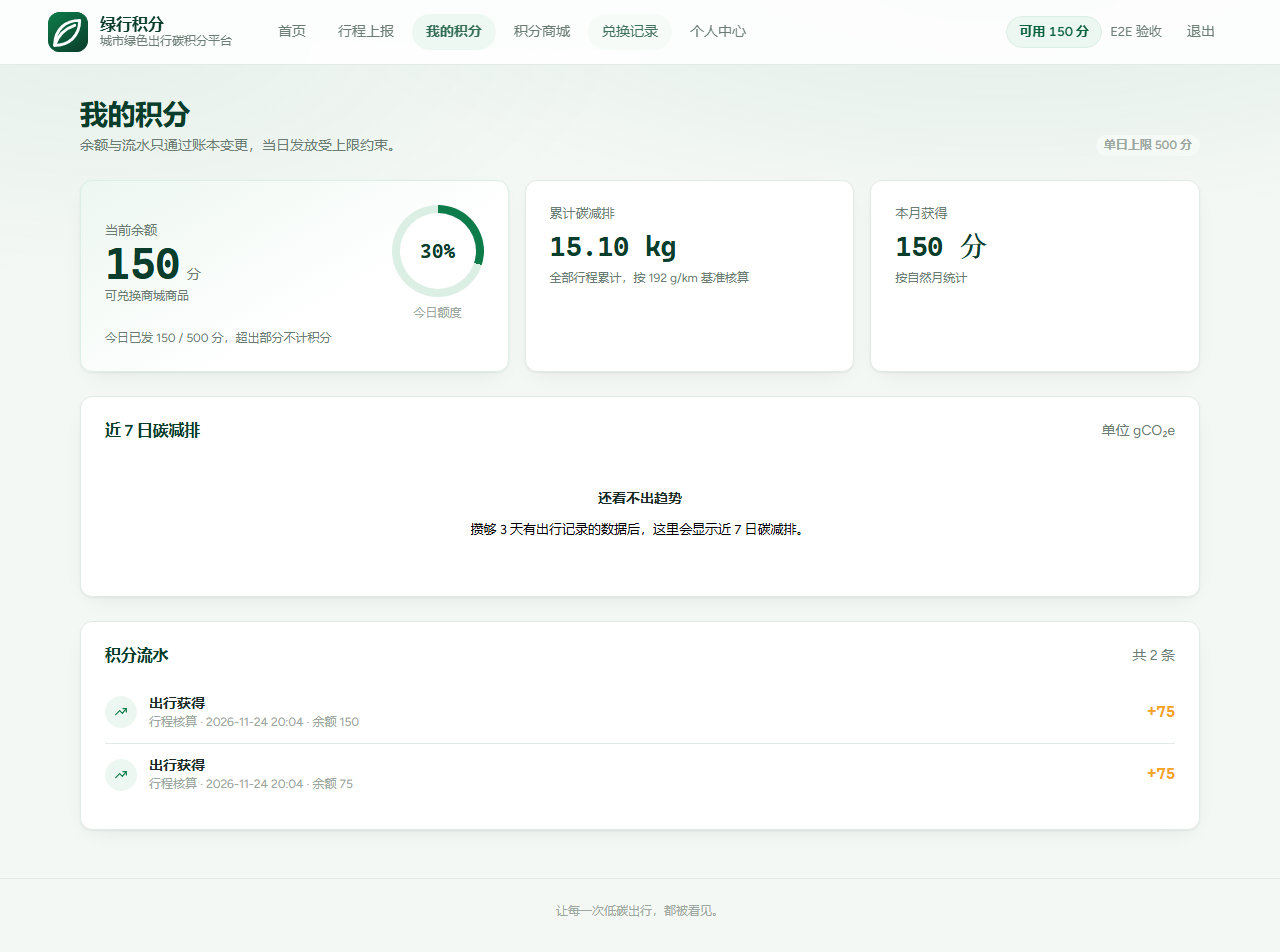 绿行积分
城市绿色出行碳积分平台
首页 行程上报 我的积分 积分商城 兑换记录 个人中心 可用 150 分 E2E 验收 退出
我的积分
余额与流水只通过账本变更，当日发放受上限约束。
单日上限 500 分
当前余额
150 分
可兑换商城商品
今日已发 150 / 500 分，超出部分不计积分
30%
今日额度
累计碳减排
15.10 kg
全部行程累计，按 192 g/km 基准核算
本月获得
150 分
按自然月统计
近 7 日碳减排
单位 gCO₂e
还看不出趋势
攒够 3 天有出行记录的数据后，这里会显示近 7 日碳减排。
积分流水
共 2 条
出行获得
行程核算 · 2026-11-24 20:04 · 余额 150
+75
出行获得
行程核算 · 2026-11-24 20:04 · 余额 75
+75
让每一次低碳出行，都被看见。